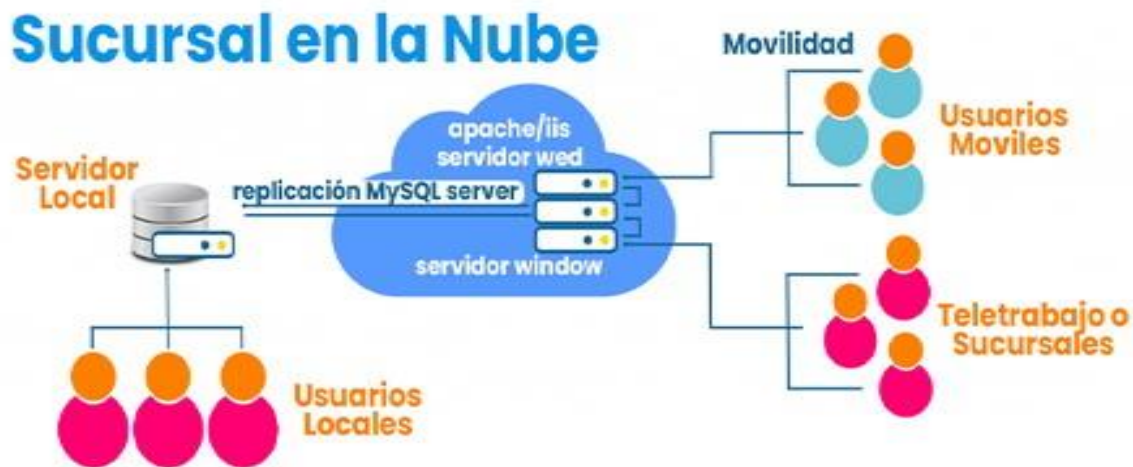 Sucursal en la Nube
Movilidad
Usuarios
Moviles
apache/iis
servidor wed
Servidor
Local
replicación MySQL server
servidor window
Teletrabajo o
Sucursales
Usuarios
Locales